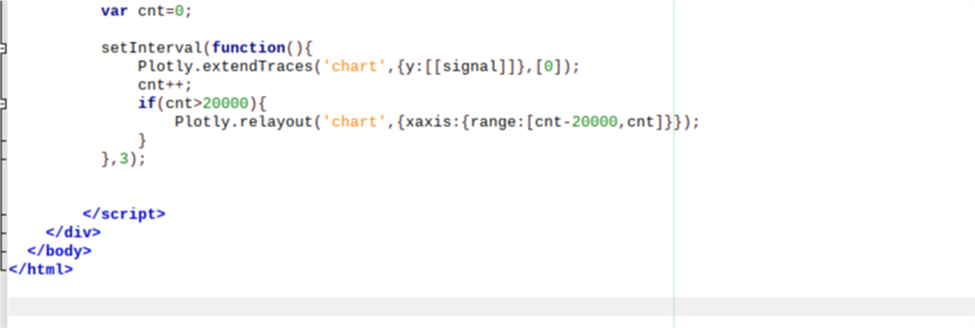 var cnt=0;
setInterval(function(){
Plotly.extendTraces('chart',{y:[[signal]]},[0]);
cnt++;
if(cnt>20000){
Plotly.relayout('chart',{xaxis:{range:[cnt-20000,cnt]}});
}
},3);
</script>
</div>
</body>
</html>